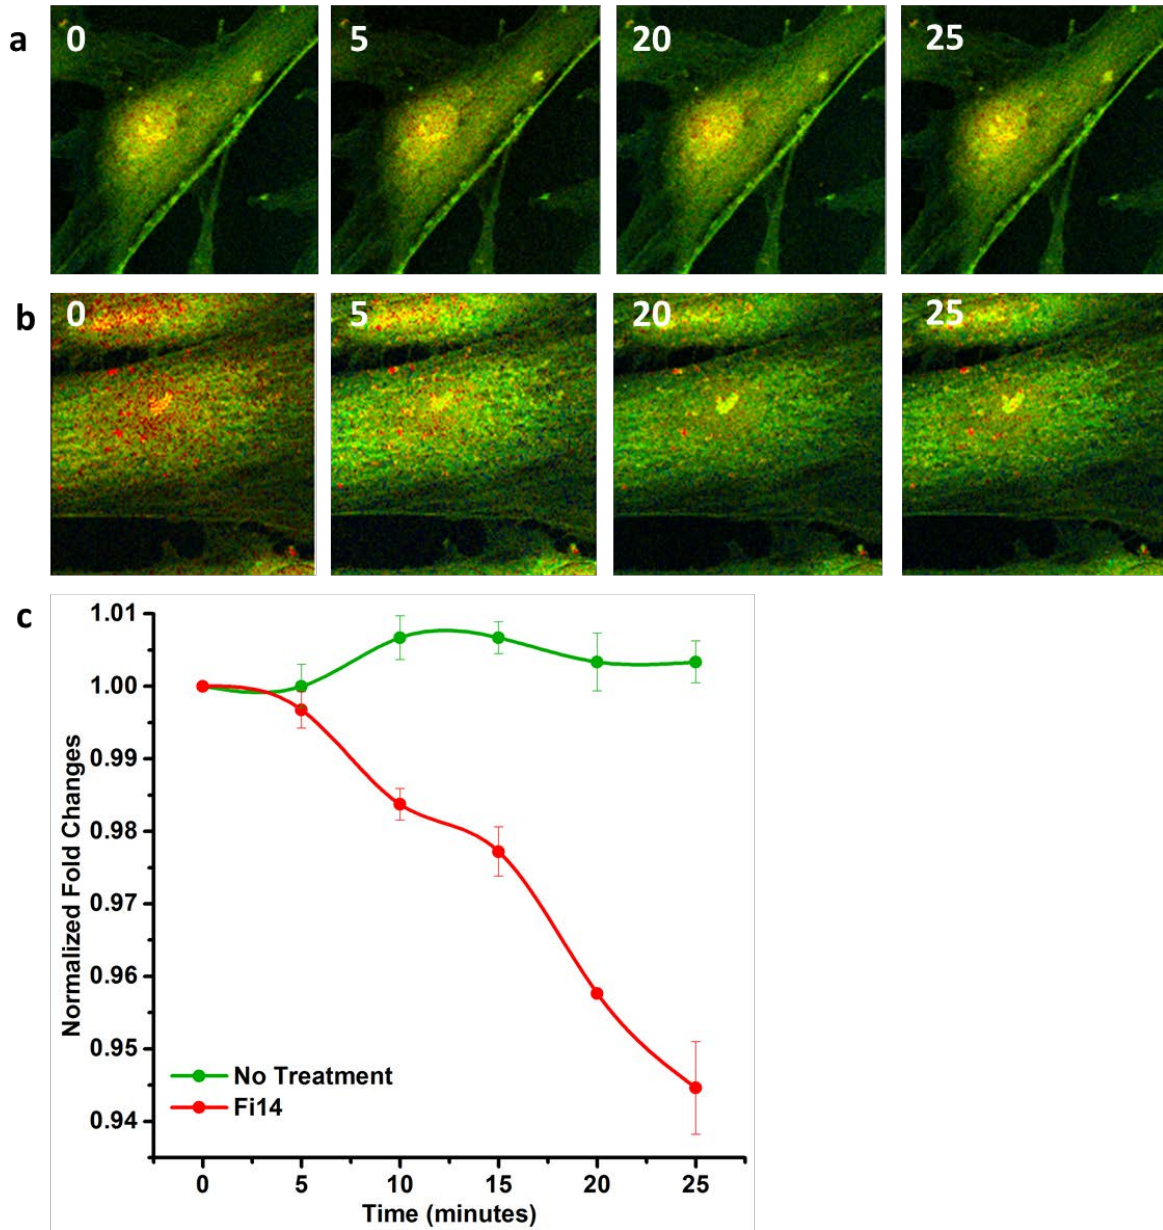 a
0 5 20 25
b
0 5 20 25
c
1.01
1.00
0.99
0.98
0.97
0.96
0.95
0.94
Normalized Fold Changes
No Treatment
Fi14
0 5 10 15 20 25
Time (minutes)